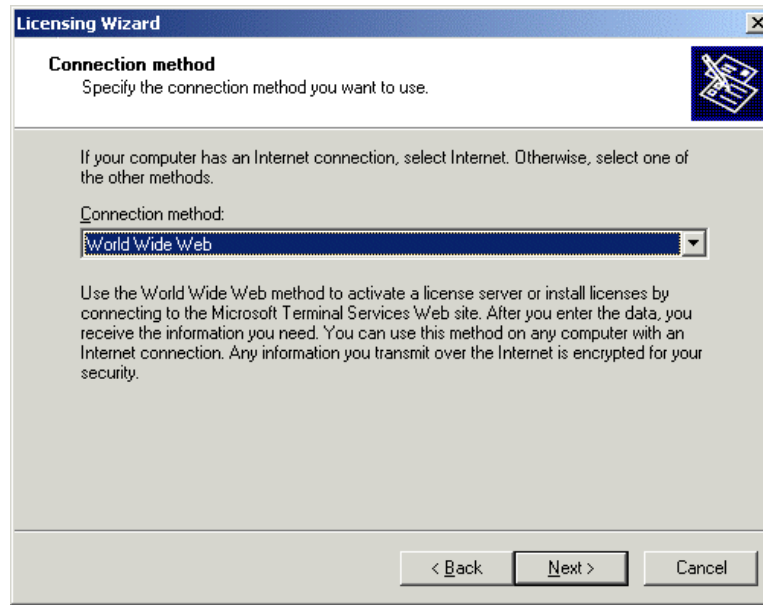 Licensing Wizard
Connection method
Specify the connection method you want to use.
If your computer has an Internet connection, select Internet. Otherwise, select one of
the other methods.
Connection method:
World Wide Web
Use the World Wide Web method to activate a license server or install licenses by
connecting to the Microsoft Terminal Services Web site. After you enter the data, you
receive the information you need. You can use this method on any computer with an
Internet connection. Any information you transmit over the Internet is encrypted for your
security.
< Back Next > Cancel